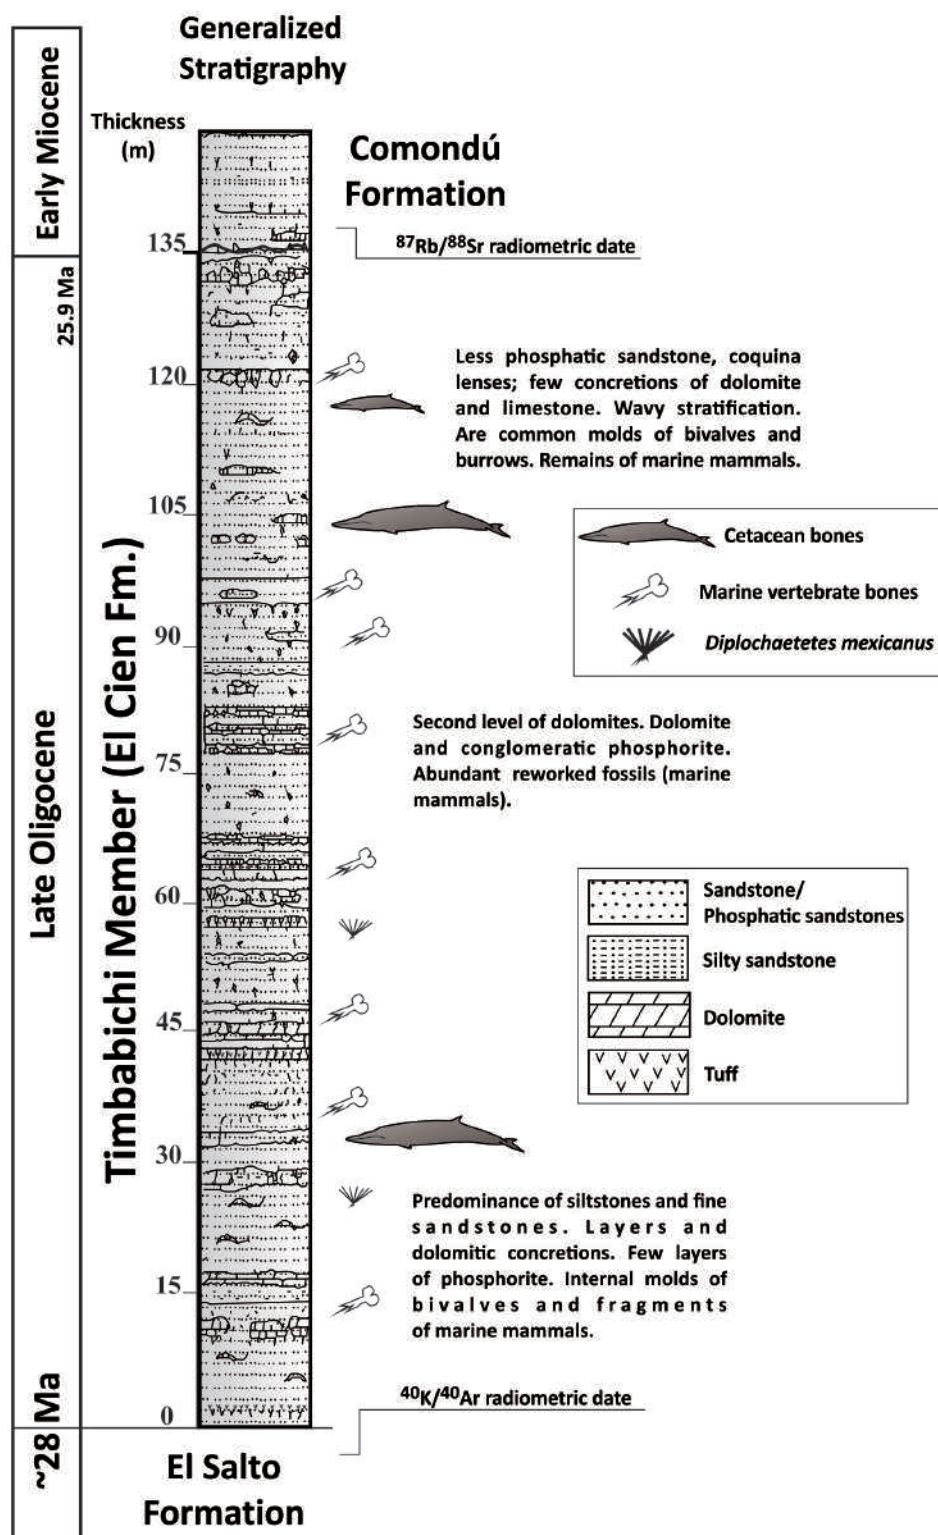 Generalized
Stratigraphy
Early Miocene
Thickness
(m)
Comondú
Formation
135
⁸⁷Rb/⁸⁸Sr radiometric date
25.9 Ma
Less phosphatic sandstone, coquina
lenses; few concretions of dolomite
and limestone. Wavy stratification.
Are common molds of bivalves and
burrows. Remains of marine mammals.
120
105
Cetacean bones
Marine vertebrate bones
Diplochaetetes mexicanus
90
Timbabichi Member (El Cien Fm.)
Late Oligocene
Second level of dolomites. Dolomite
and conglomeratic phosphorite.
Abundant reworked fossils (marine
mammals).
75
60
Sandstone/
Phosphatic sandstones
Silty sandstone
Dolomite
Tuff
45
30
Predominance of siltstones and fine
sandstones. Layers and
dolomitic concretions. Few layers
of phosphorite. Internal molds of
bivalves and fragments
of marine mammals.
15
⁴⁰K/⁴⁰Ar radiometric date
0
~28 Ma
El Salto
Formation